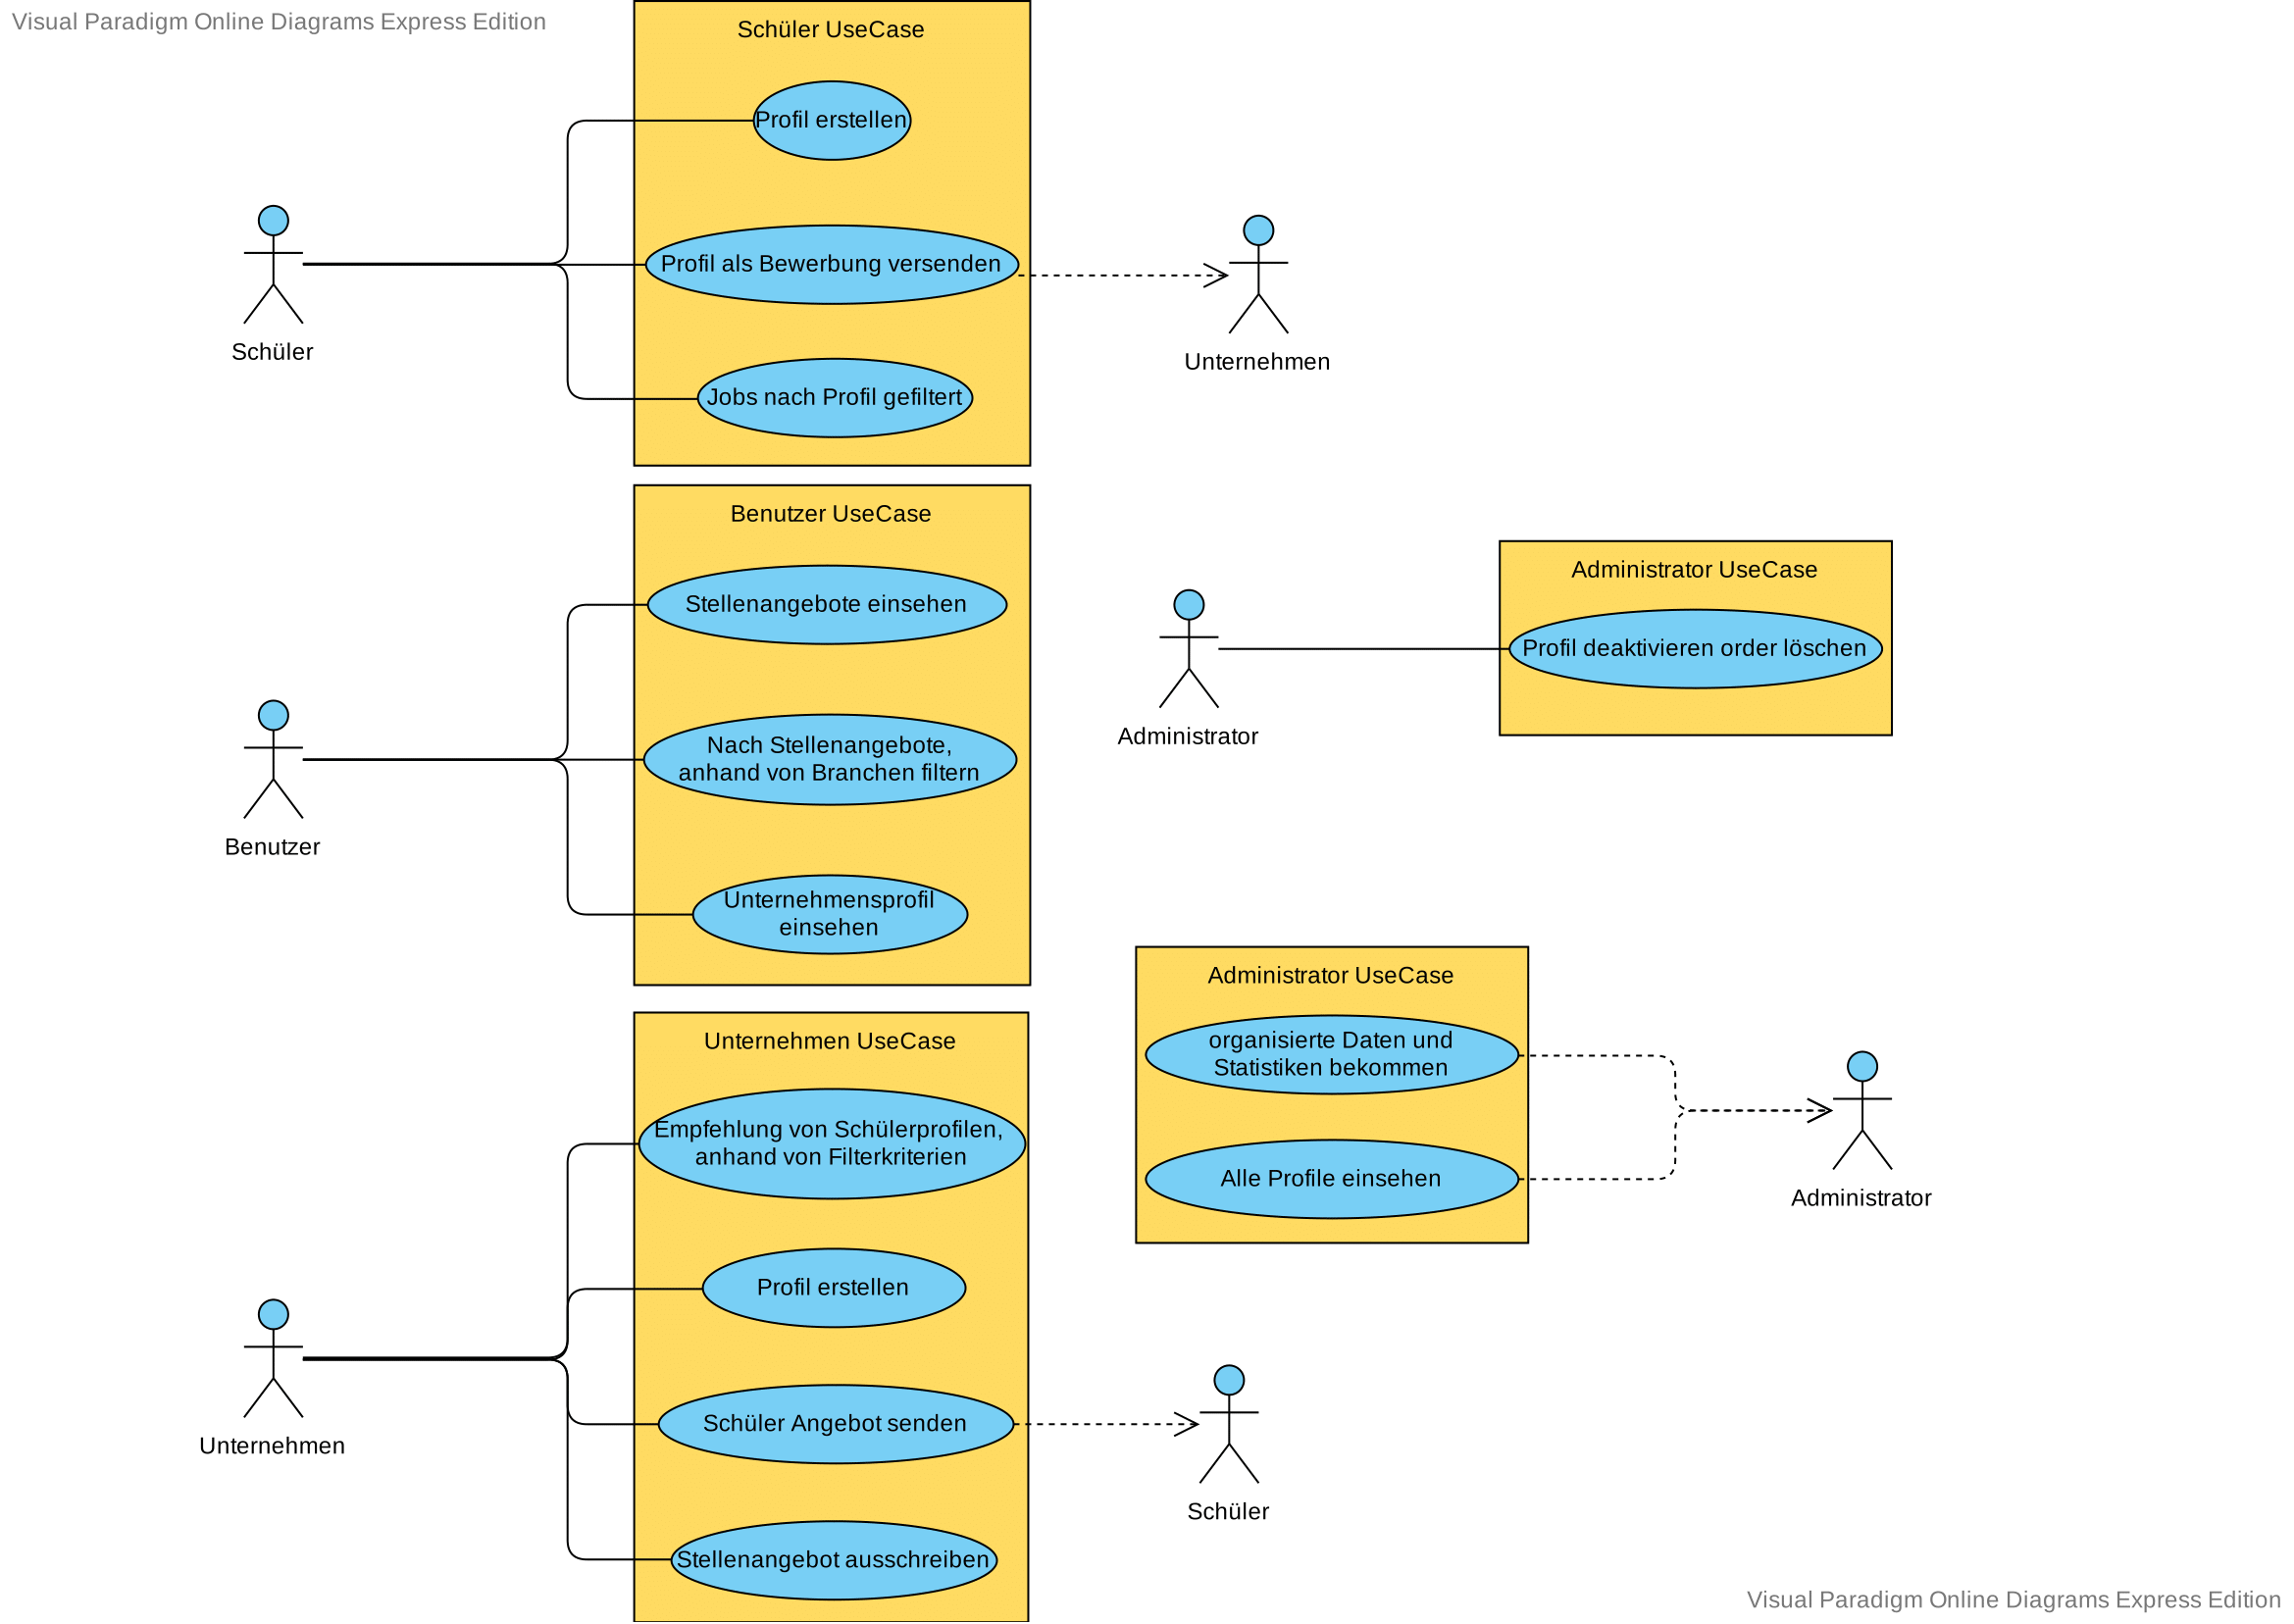 Visual Paradigm Online Diagrams Express Edition
Schüler UseCase
Profil erstellen
Profil als Bewerbung versenden
Jobs nach Profil gefiltert
Schüler
Unternehmen
Benutzer UseCase
Stellenangebote einsehen
Nach Stellenangebote,
anhand von Branchen filtern
Unternehmensprofil
einsehen
Benutzer
Administrator UseCase
Profil deaktivieren order löschen
Administrator
Administrator UseCase
organisierte Daten und
Statistiken bekommen
Alle Profile einsehen
Administrator
Unternehmen UseCase
Empfehlung von Schülerprofilen,
anhand von Filterkriterien
Profil erstellen
Schüler Angebot senden
Stellenangebot ausschreiben
Unternehmen
Schüler
Visual Paradigm Online Diagrams Express Edition